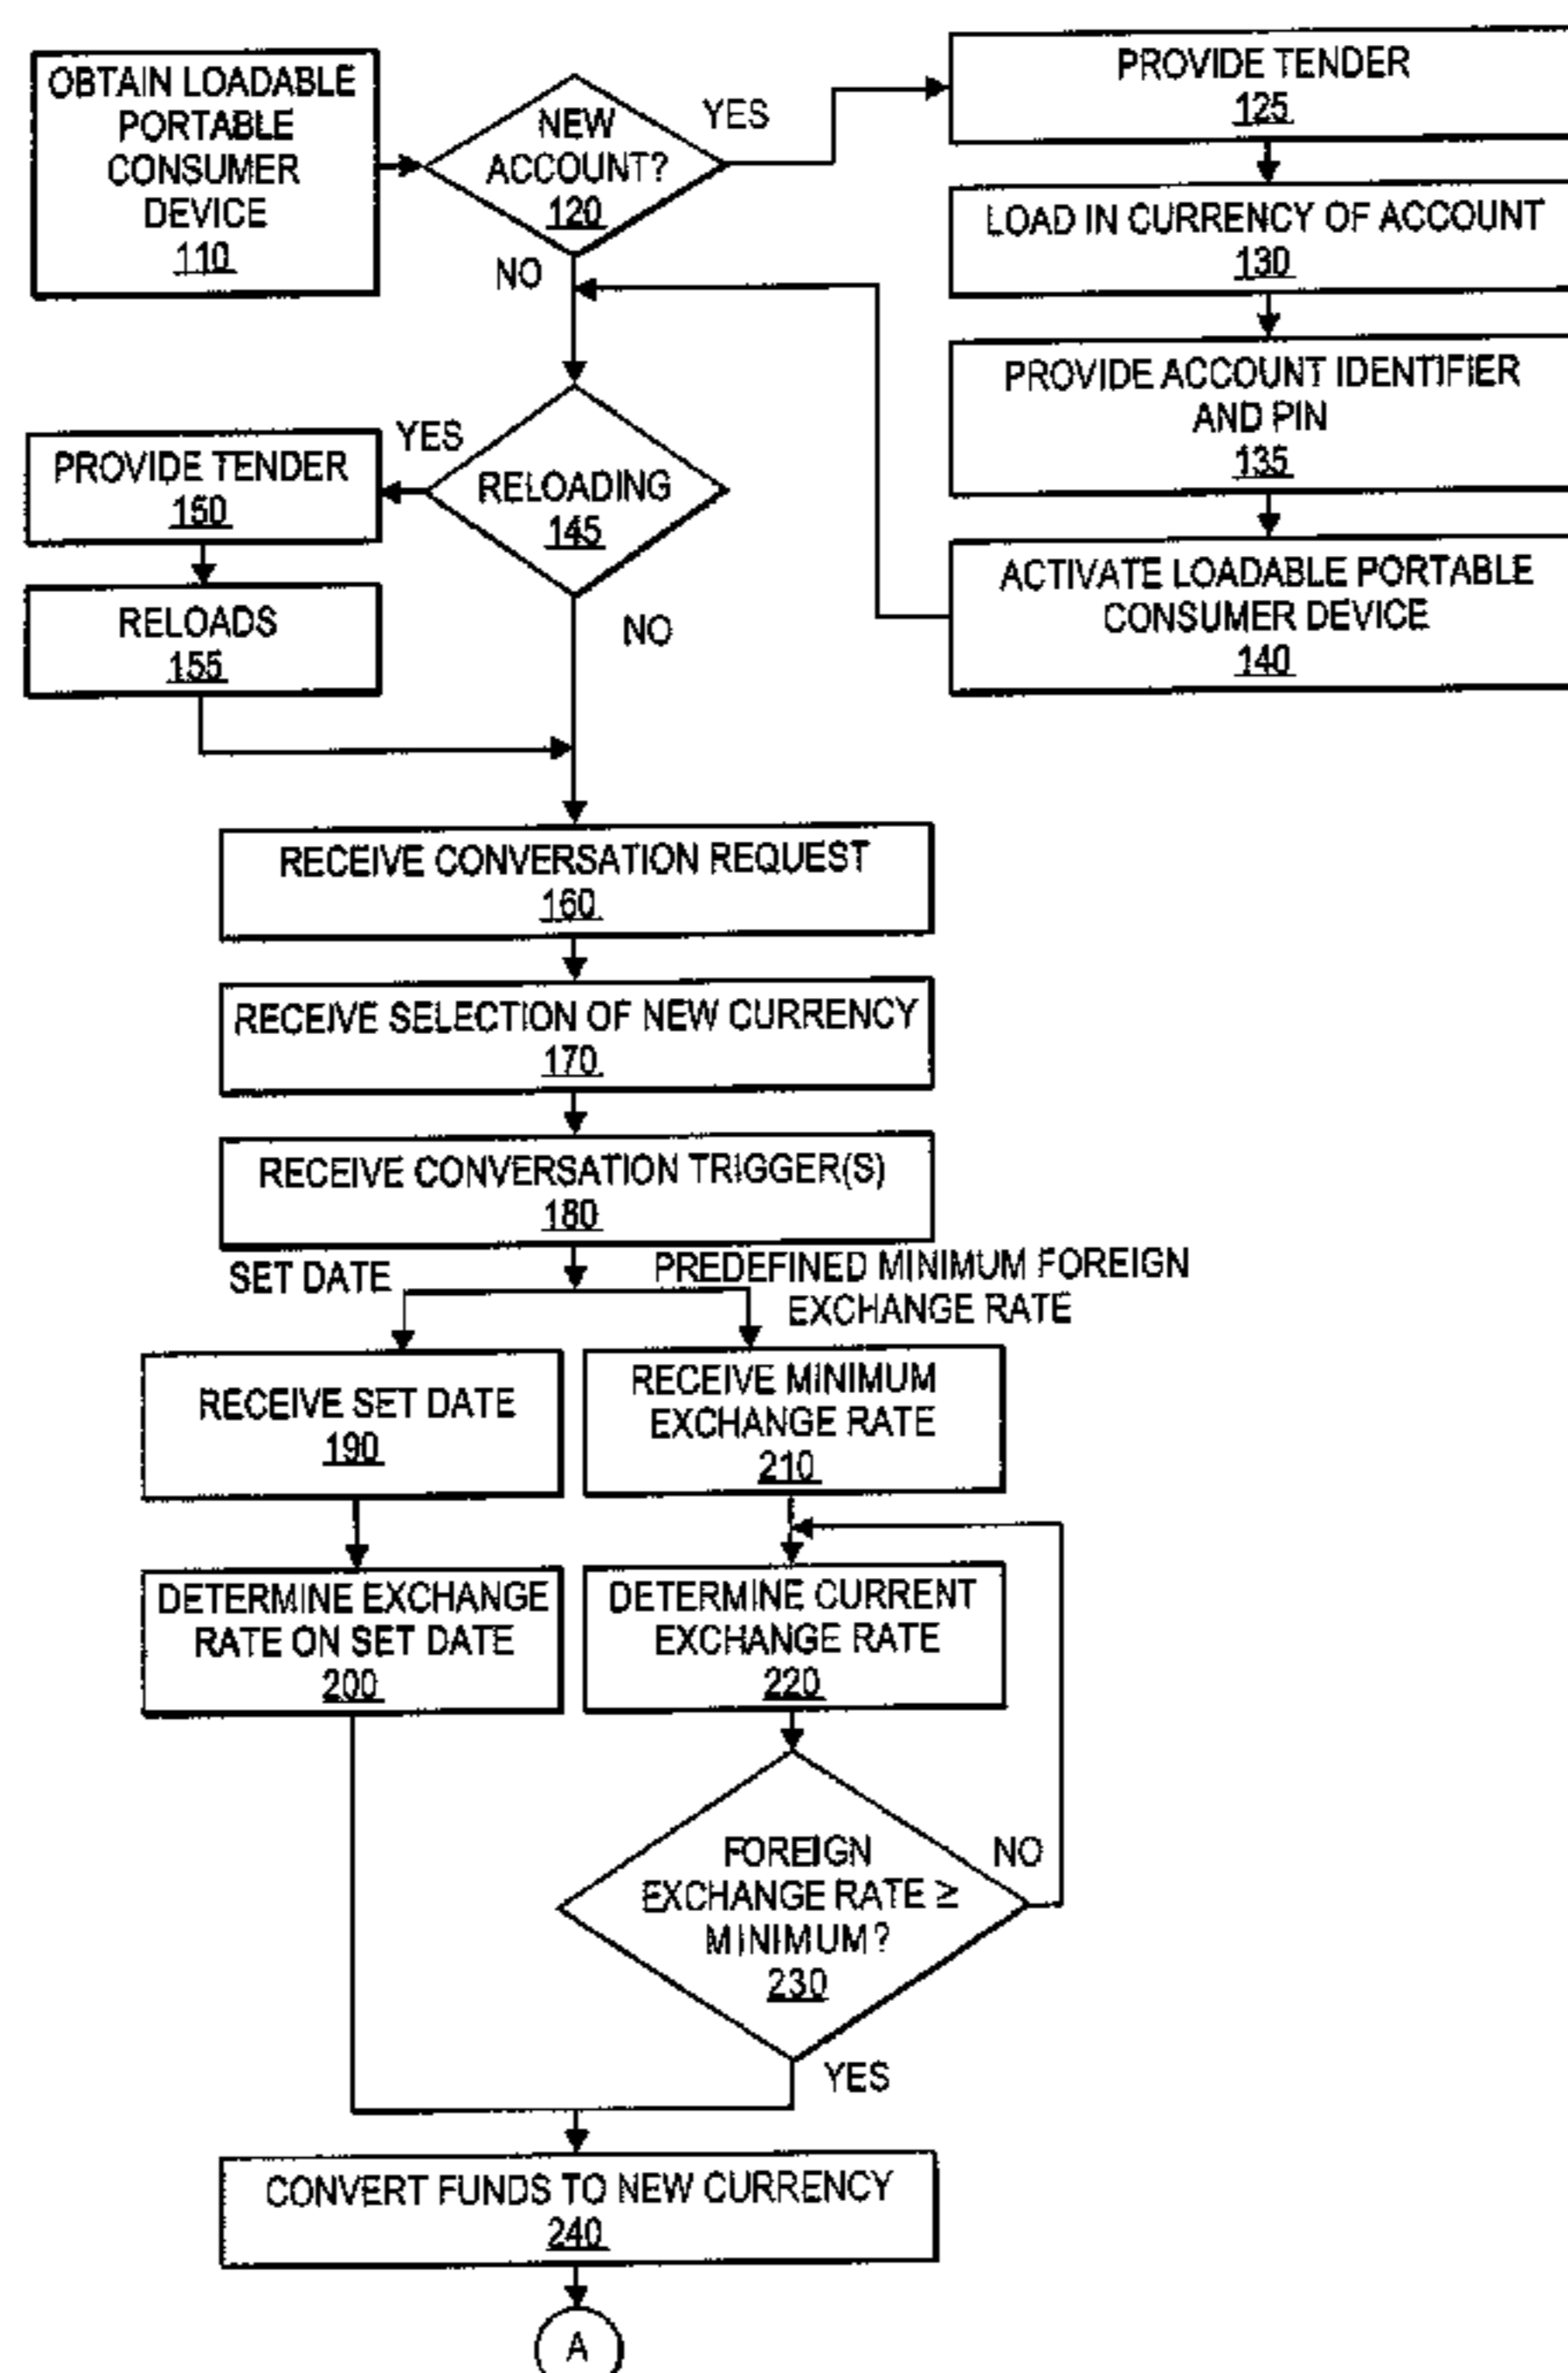 OBTAIN LOADABLE
PORTABLE
CONSUMER
DEVICE
110
NEW
ACCOUNT?
120
YES
NO
PROVIDE TENDER
125
LOAD IN CURRENCY OF ACCOUNT
130
PROVIDE ACCOUNT IDENTIFIER
AND PIN
135
ACTIVATE LOADABLE PORTABLE
CONSUMER DEVICE
140
RELOADING
145
YES
NO
PROVIDE TENDER
150
RELOADS
155
RECEIVE CONVERSATION REQUEST
160
RECEIVE SELECTION OF NEW CURRENCY
170
RECEIVE CONVERSATION TRIGGER(S)
180
SET DATE
PREDEFINED MINIMUM FOREIGN
EXCHANGE RATE
RECEIVE SET DATE
190
RECEIVE MINIMUM
EXCHANGE RATE
210
DETERMINE EXCHANGE
RATE ON SET DATE
200
DETERMINE CURRENT
EXCHANGE RATE
220
FOREIGN
EXCHANGE RATE ≥
MINIMUM?
230
NO
YES
CONVERT FUNDS TO NEW CURRENCY
240
A